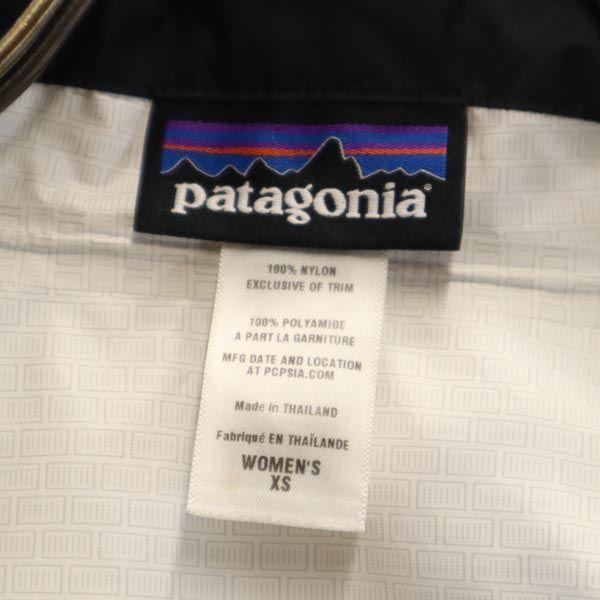 patagonia®
100% NYLON
EXCLUSIVE OF TRIM
100% POLYAMIDE
A PART LA GARNITURE
MFG DATE AND LOCATION
AT PCPSIA.COM
Made in THAILAND
Fabriqué EN THAÏLANDE
WOMEN'S
XS